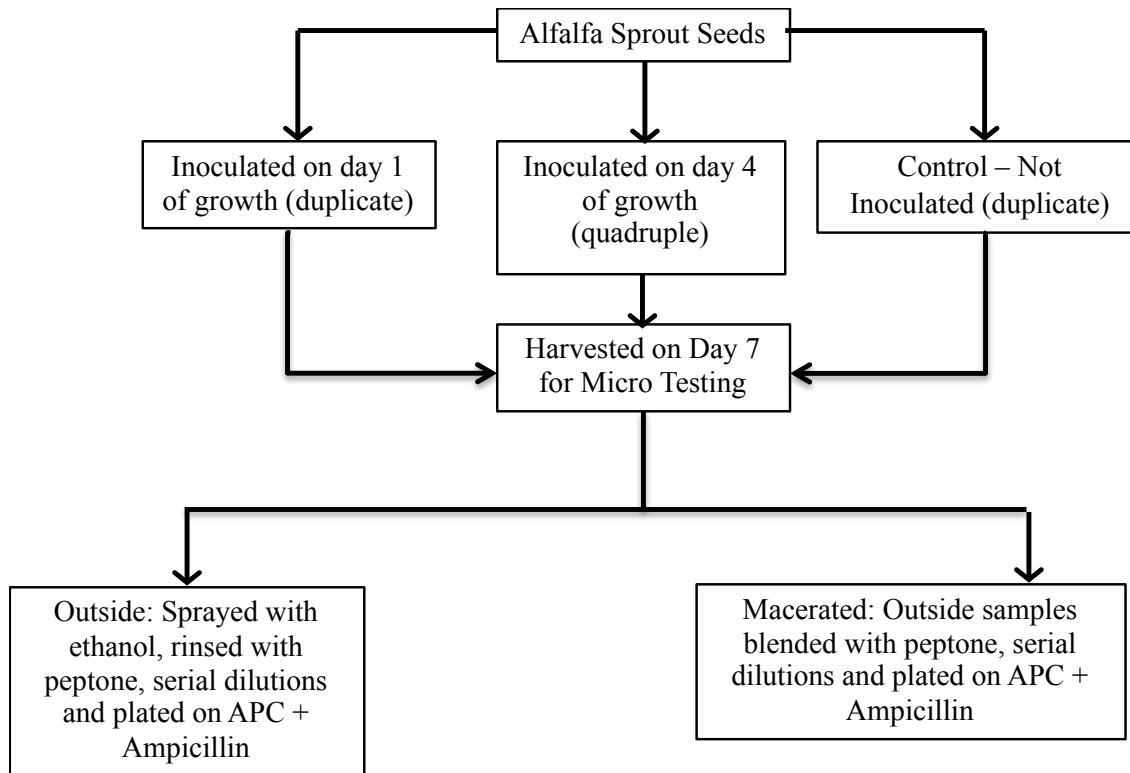 Alfalfa Sprout Seeds
Inoculated on day 1
of growth (duplicate)
Inoculated on day 4
of growth
(quadruple)
Control – Not
Inoculated (duplicate)
Harvested on Day 7
for Micro Testing
Outside: Sprayed with
ethanol, rinsed with
peptone, serial dilutions
and plated on APC +
Ampicillin
Macerated: Outside samples
blended with peptone, serial
dilutions and plated on APC +
Ampicillin